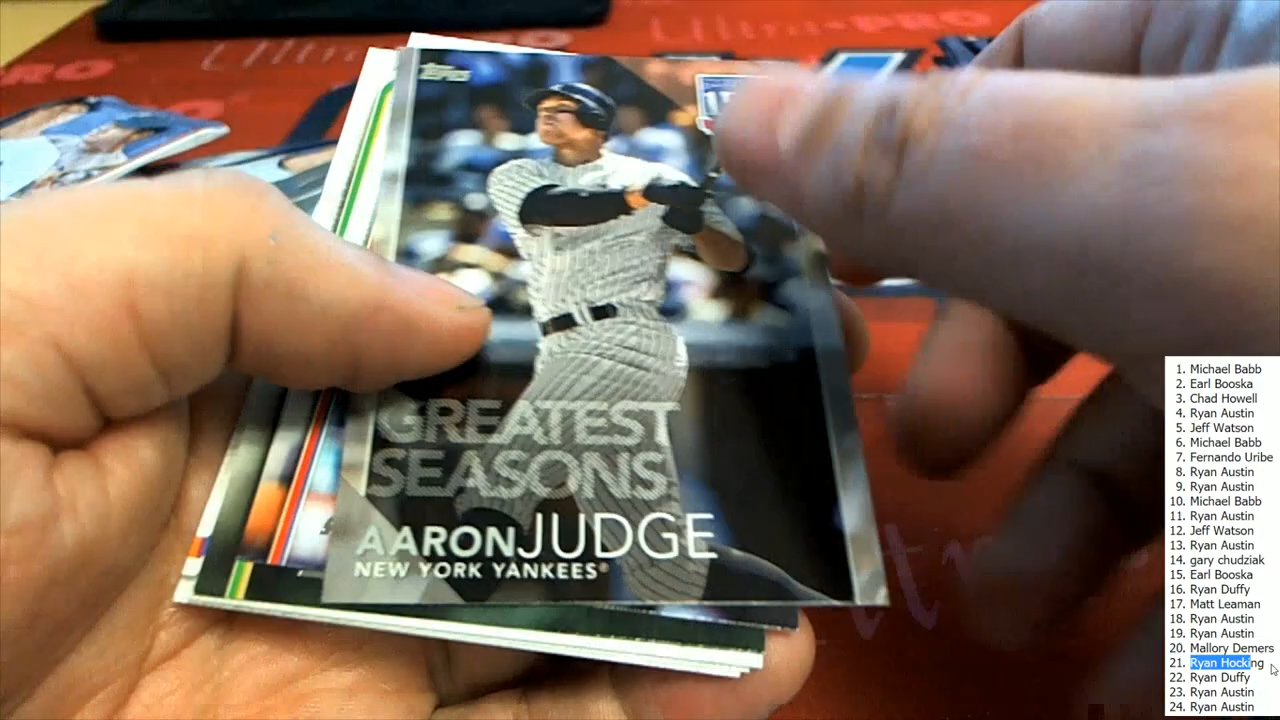 Topps
GREATEST
SEASONS
AARON JUDGE
NEW YORK YANKEES®
1. Michael Babb
2. Earl Booska
3. Chad Howell
4. Ryan Austin
5. Jeff Watson
6. Michael Babb
7. Fernando Uribe
8. Ryan Austin
9. Ryan Austin
10. Michael Babb
11. Ryan Austin
12. Jeff Watson
13. Ryan Austin
14. gary chudziak
15. Earl Booska
16. Ryan Duffy
17. Matt Leaman
18. Ryan Austin
19. Ryan Austin
20. Mallory Demers
21. Ryan Hocking
22. Ryan Duffy
23. Ryan Austin
24. Ryan Austin